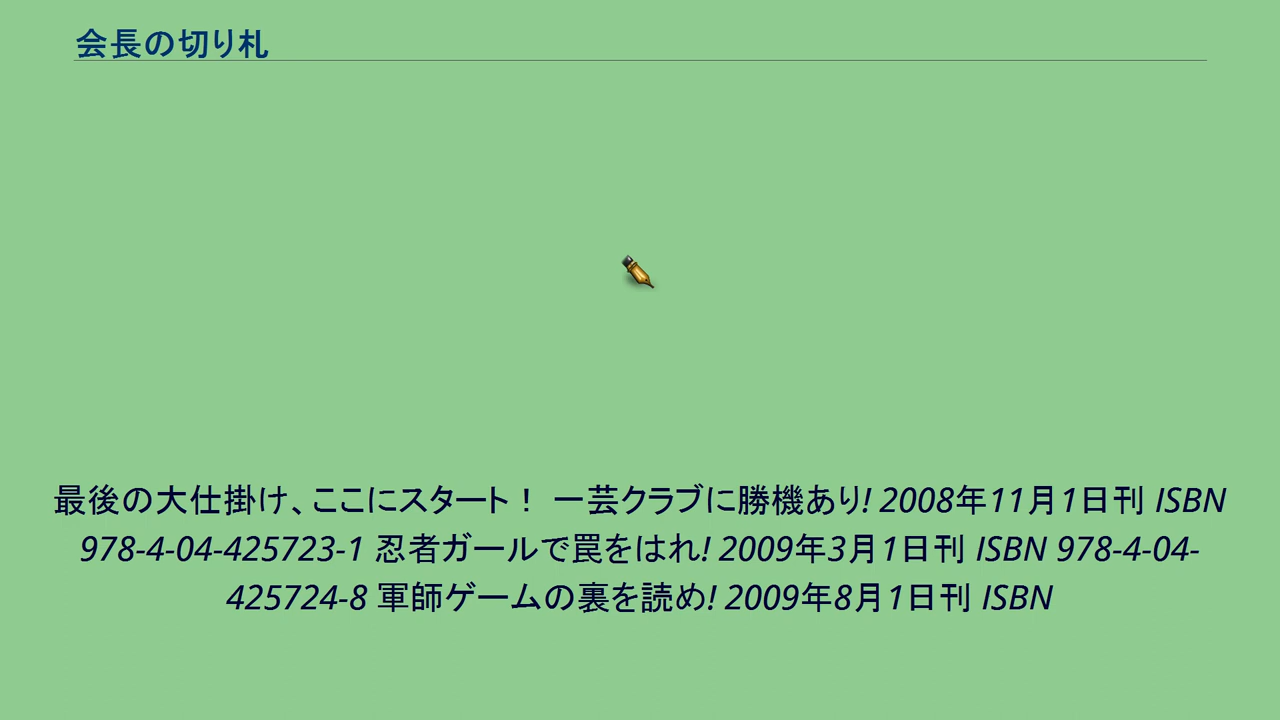 会長の切り札
最後の大仕掛け、ここにスタート！ 一芸クラブに勝機あり! 2008年11月1日刊 ISBN
978-4-04-425723-1 忍者ガールで罠をはれ! 2009年3月1日刊 ISBN 978-4-04-
425724-8 軍師ゲームの裏を読め! 2009年8月1日刊 ISBN